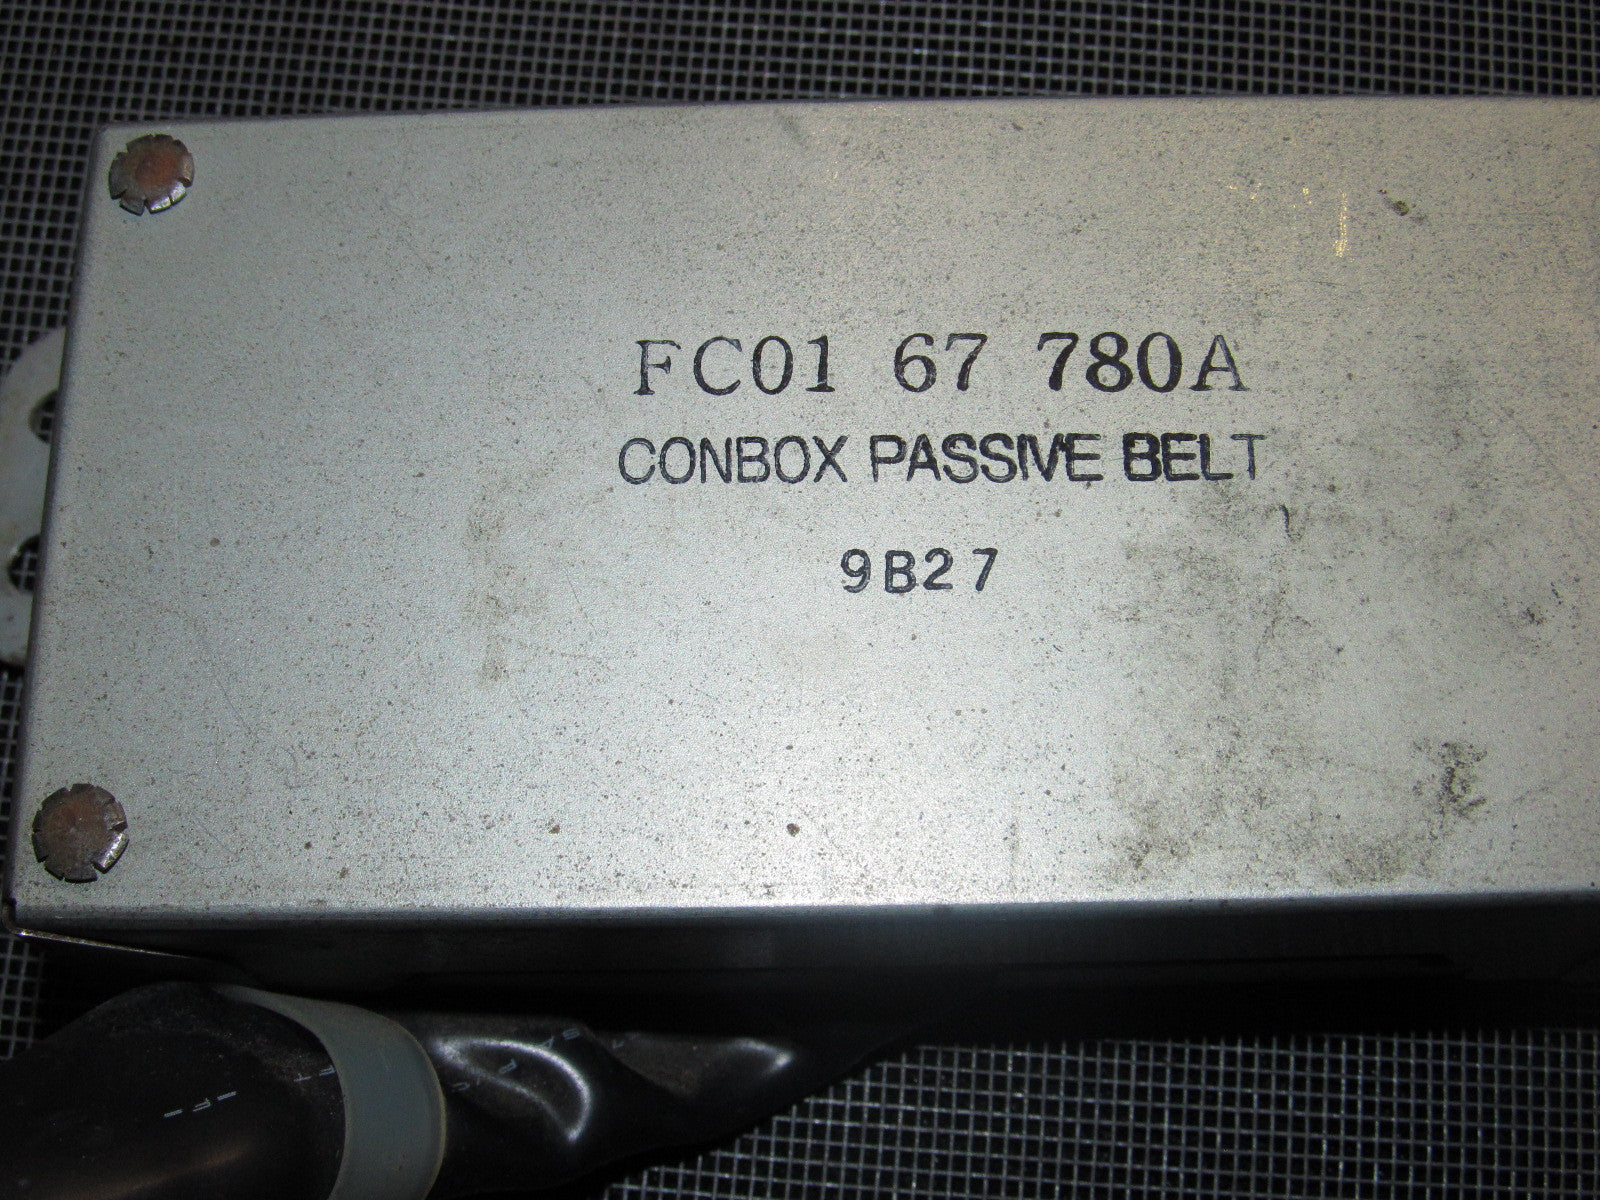 FC01 67 780A
CONBOX PASSIVE BELT
9B27